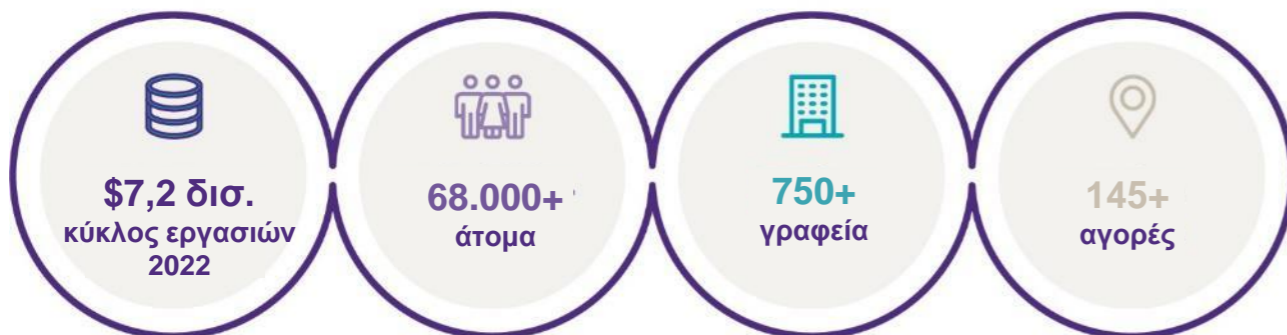 $7,2 δισ.
κύκλος εργασιών
2022
68.000+
άτομα
750+
γραφεία
145+
αγορές